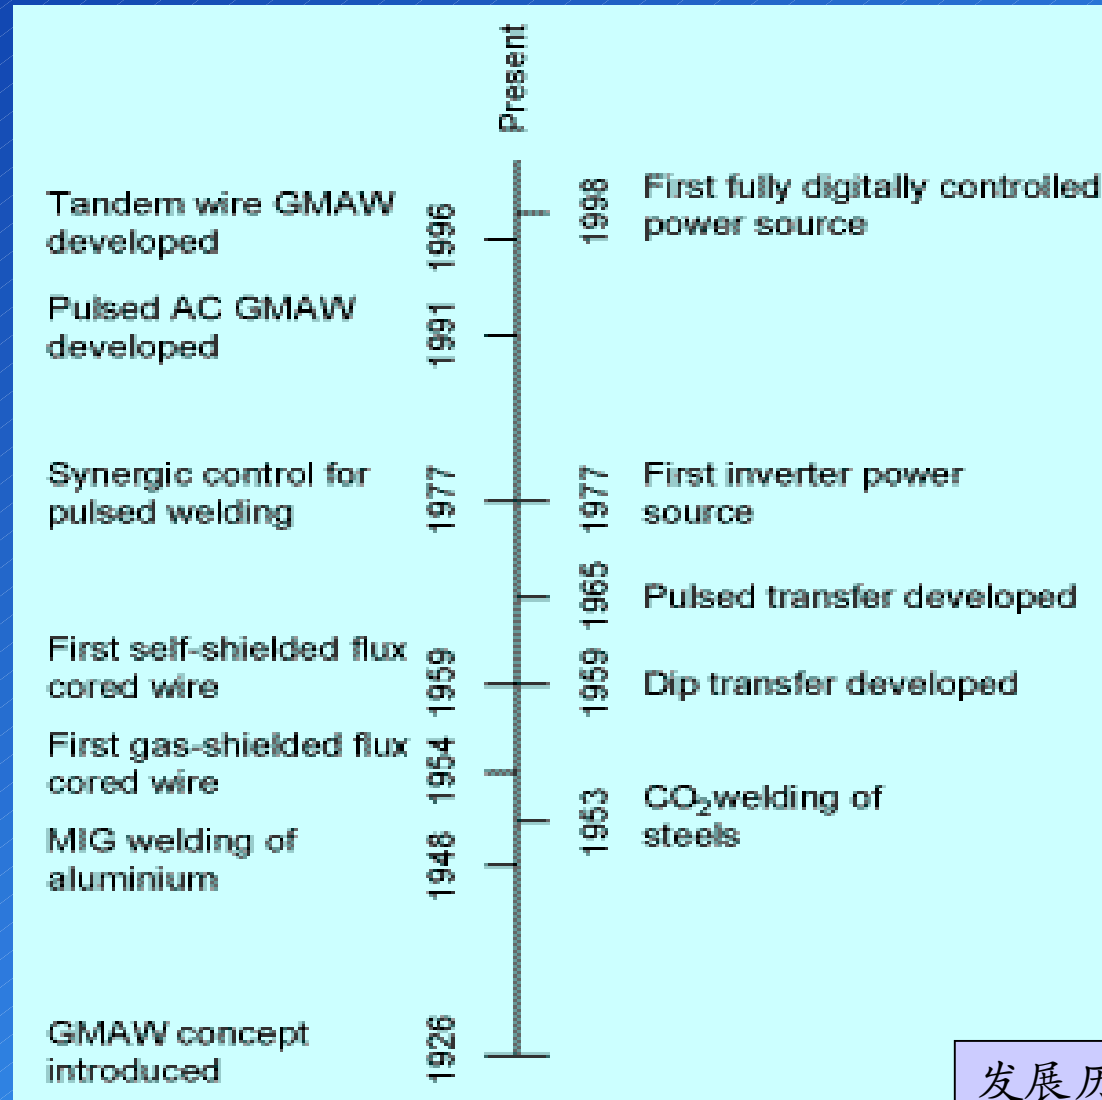 Present
Tandem wire GMAW
developed
1996
1998
First fully digitally controlled
power source
Pulsed AC GMAW
developed
1991
Synergic control for
pulsed welding
1977
1977
First inverter power
source
1965
Pulsed transfer developed
First self-shielded flux
cored wire
1959
1959
Dip transfer developed
First gas-shielded flux
cored wire
1954
1953
CO₂welding of
steels
MIG welding of
aluminium
1948
GMAW concept
introduced
1926
发展历